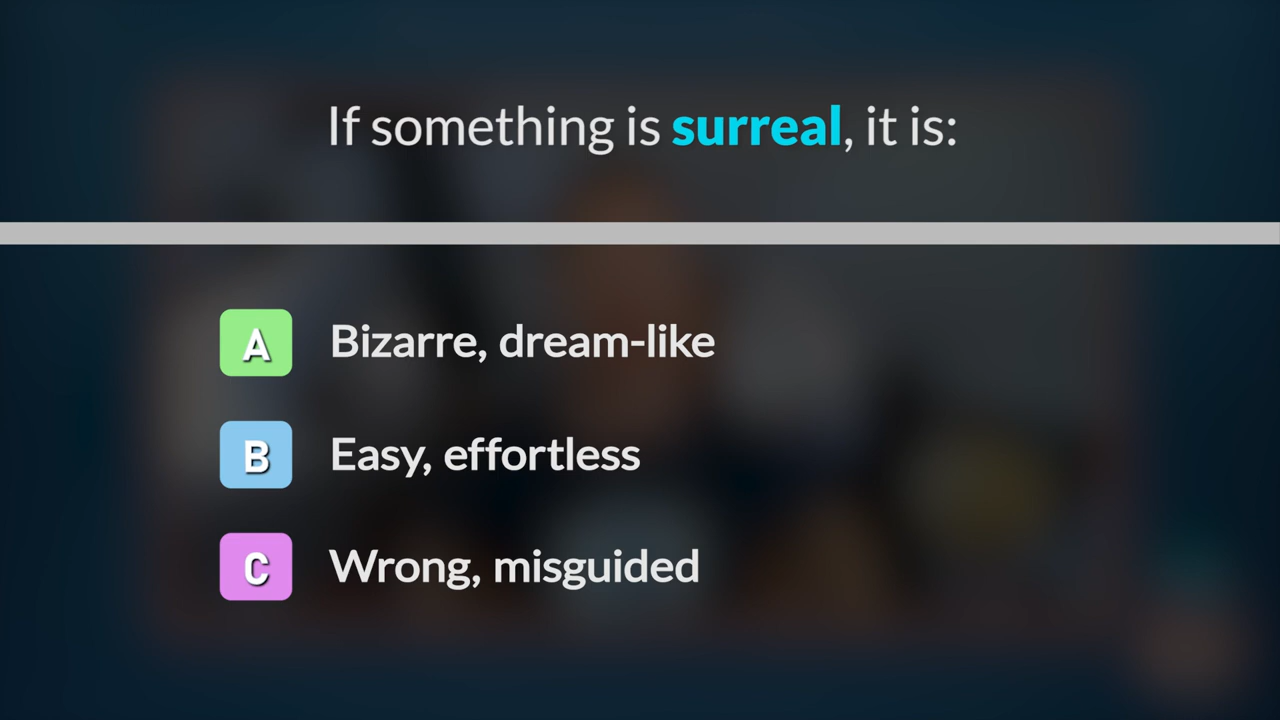 If something is surreal, it is:
A Bizarre, dream-like
B Easy, effortless
C Wrong, misguided